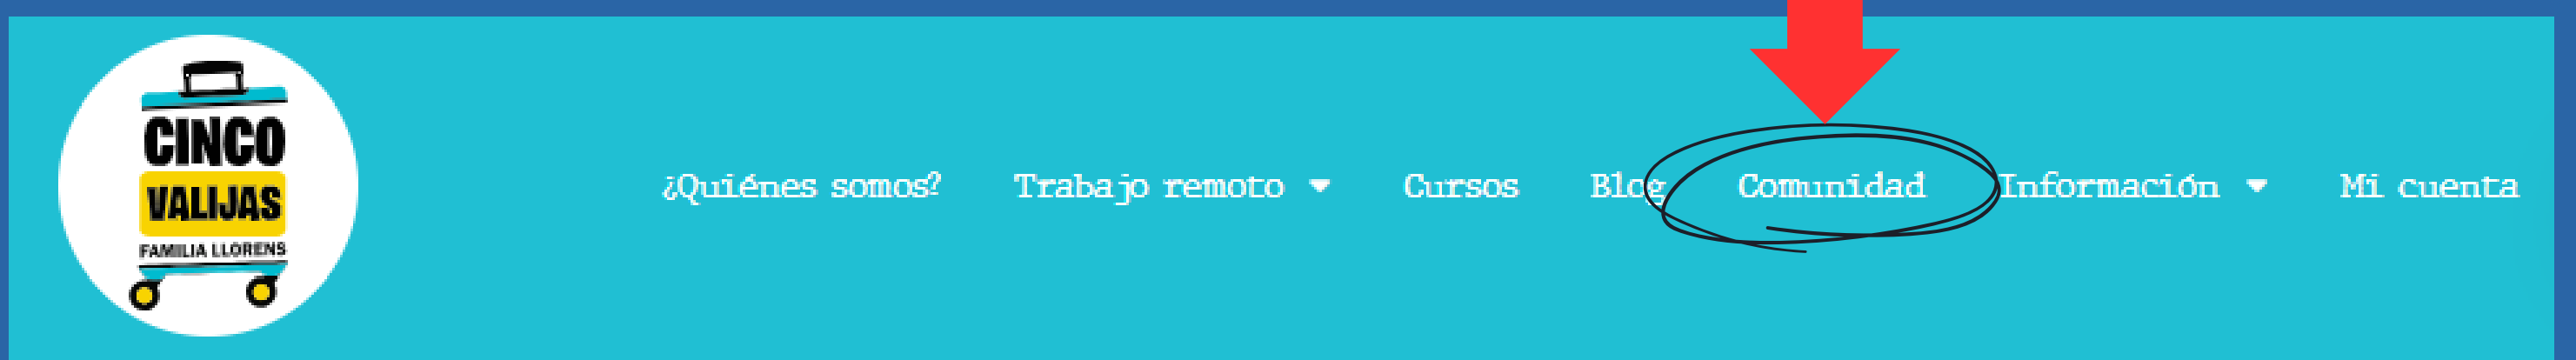 CINCO
VALIJAS
FAMILIA LLORENS
¿Quiénes somos? Trabajo remoto Cursos Blog Comunidad Información Mi cuenta